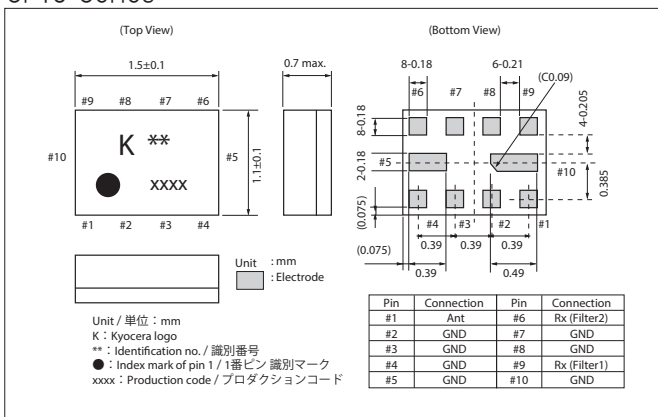 (Top View)
(Bottom View)
1.5±0.1
0.7 max.
8-0.18
6-0.21
(C0.09)
#9 #8 #7 #6
#6 #7 #8 #9
K **
xxxx
#10
#5
1.1±0.1
8-0.18
2-0.18
(0.075)
#5
#10
4-0.205
0.385
#1 #2 #3 #4
#4 #3 #2 #1
0.39 0.39 0.39
(0.075)
0.39
0.49
Unit : mm
: Electrode
Unit / 単位：mm
K：Kyocera logo
**：Identification no. / 識別番号
●：Index mark of pin 1 / 1番ピン 識別マーク
xxxx：Production code / プロダクションコード
Pin Connection Pin Connection
#1 Ant #6 Rx (Filter2)
#2 GND #7 GND
#3 GND #8 GND
#4 GND #9 Rx (Filter1)
#5 GND #10 GND